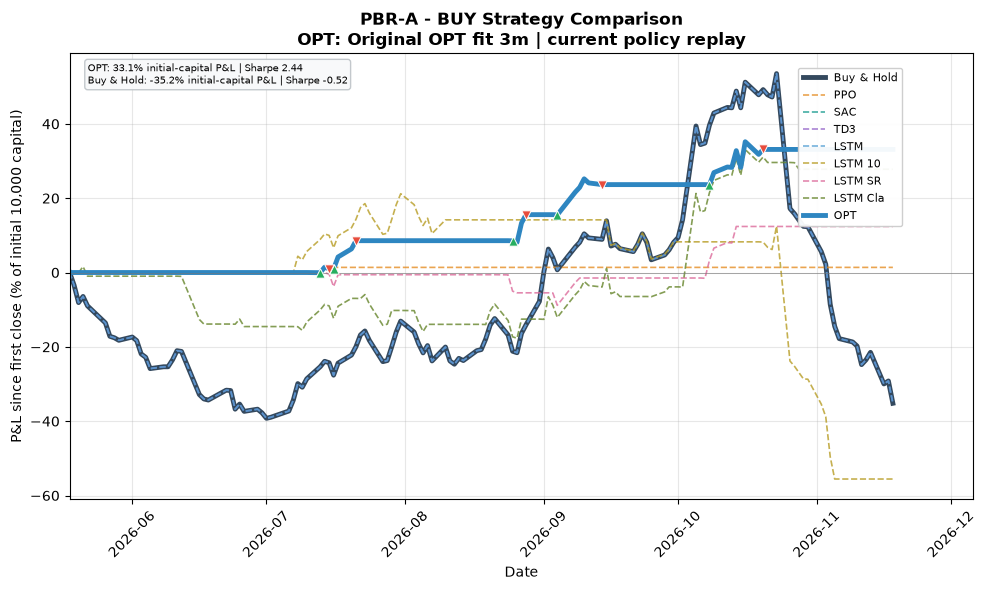 PBR-A - BUY Strategy Comparison
OPT: Original OPT fit 3m | current policy replay
OPT: 33.1% initial-capital P&L | Sharpe 2.44
Buy & Hold: -35.2% initial-capital P&L | Sharpe -0.52
Buy & Hold
PPO
SAC
TD3
LSTM
LSTM 10
LSTM SR
LSTM Cla
OPT
P&L since first close (% of initial 10,000 capital)
40
20
0
−20
−40
−60
2026-06
2026-07
2026-08
2026-09
2026-10
2026-11
2026-12
Date